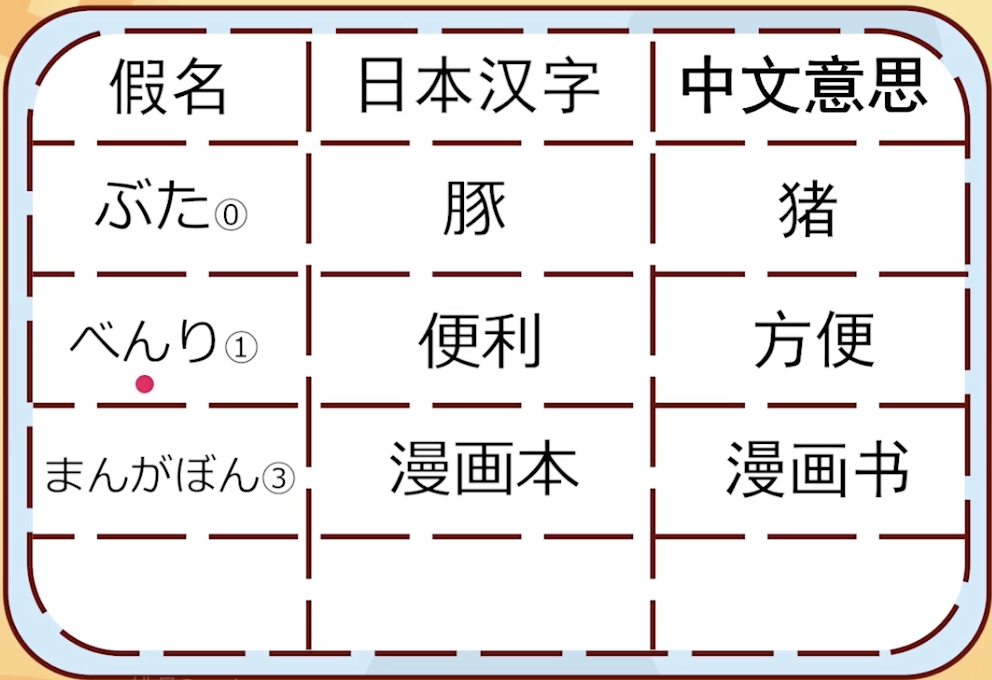 假名 日本汉字 中文意思
ぶた⓪ 豚 猪
べんり① 便利 方便
まんがぼん③ 漫画本 漫画书